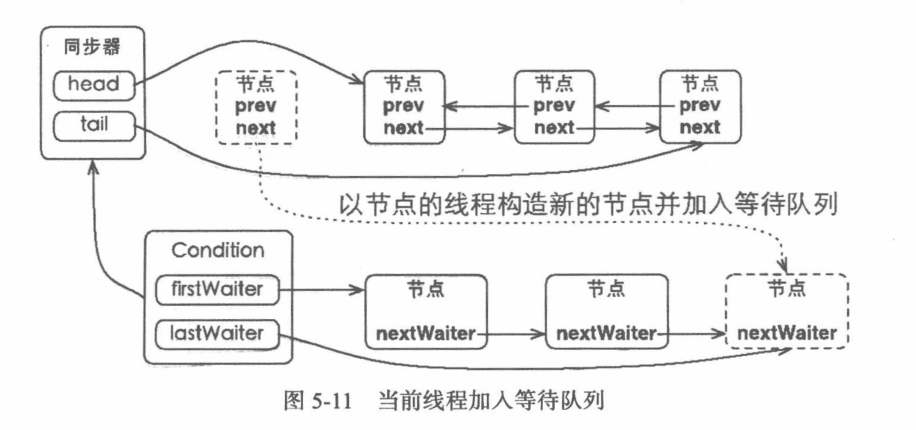 同步器
head
tail
节点
prev
next
节点
prev
next
节点
prev
next
节点
prev
next
以节点的线程构造新的节点并加入等待队列
Condition
firstWaiter
lastWaiter
节点
nextWaiter
节点
nextWaiter
节点
nextWaiter
图 5-11 当前线程加入等待队列